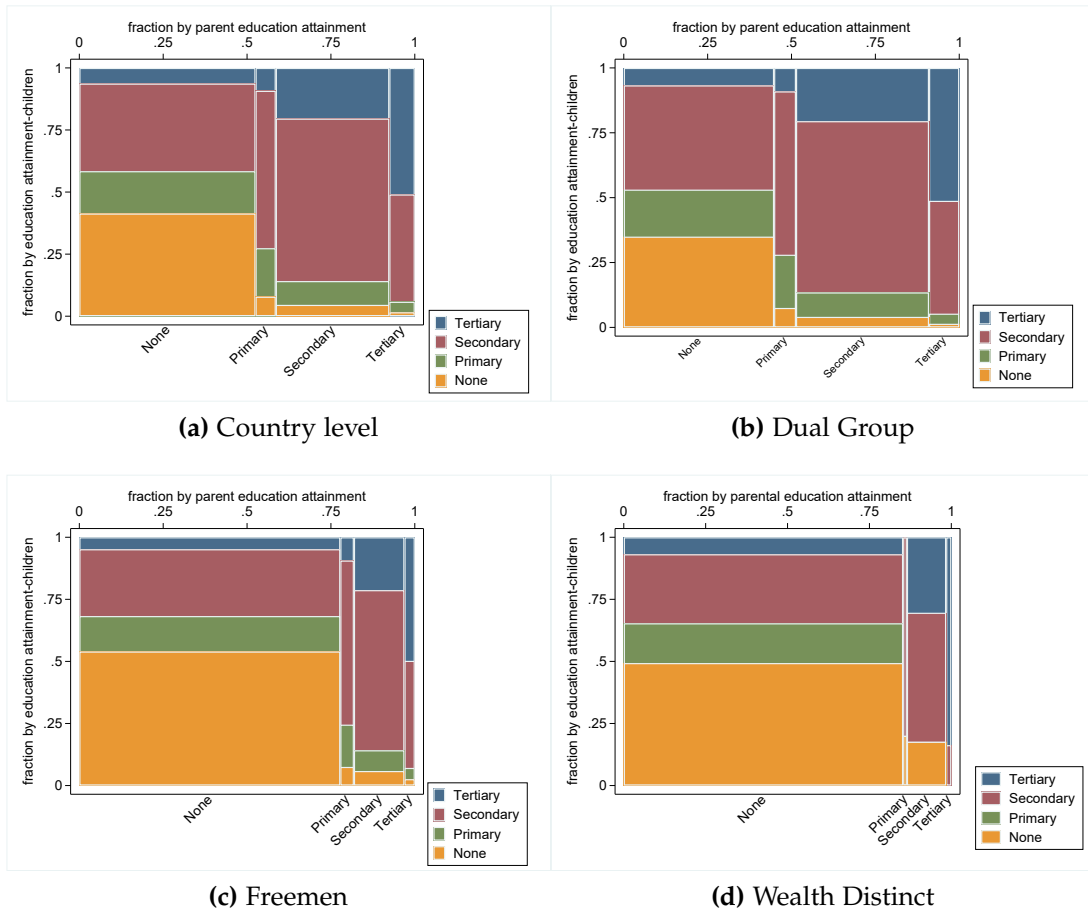 fraction by parent education attainment
0 .25 .5 .75 1
fraction by education attainment-children
1
.75
.5
.25
0
None
Primary
Secondary
Tertiary
Tertiary
Secondary
Primary
None
(a) Country level
fraction by parent education attainment
0 .25 .5 .75 1
fraction by education attainment-children
1
.75
.5
.25
0
None
Primary
Secondary
Tertiary
Tertiary
Secondary
Primary
None
(b) Dual Group
fraction by parent education attainment
0 .25 .5 .75 1
fraction by education attainment-children
1
.75
.5
.25
0
None
Primary
Secondary
Tertiary
Tertiary
Secondary
Primary
None
(c) Freemen
fraction by parental education attainment
0 .25 .5 .75 1
fraction by education attainment-children
1
.75
.5
.25
0
None
Primary
Secondary
Tertiary
Tertiary
Secondary
Primary
None
(d) Wealth Distinct